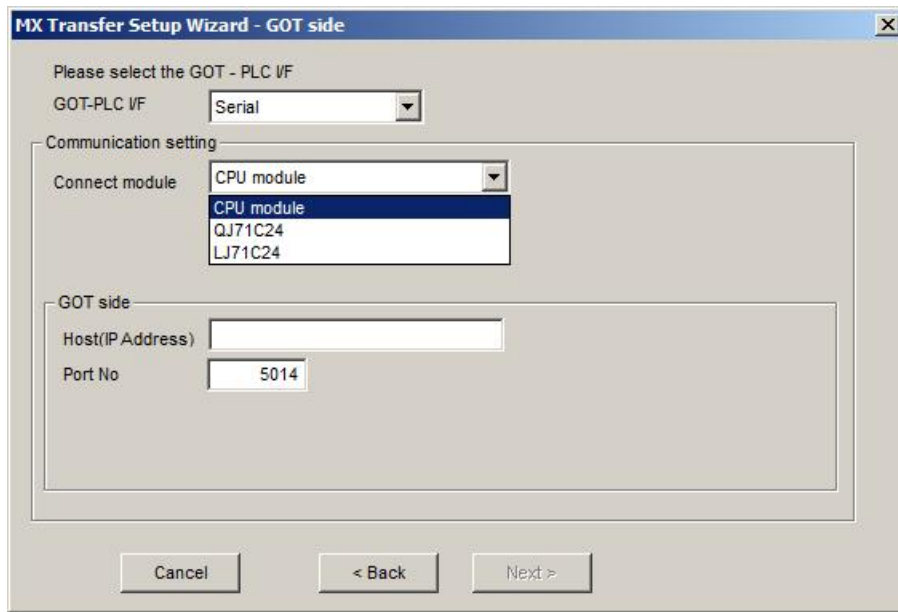 MX Transfer Setup Wizard - GOT side
Please select the GOT - PLC I/F
GOT-PLC I/F
Serial
Communication setting
Connect module
CPU module
CPU module
QJ71C24
LJ71C24
GOT side
Host(IP Address)
Port No
5014
Cancel
< Back
Next >